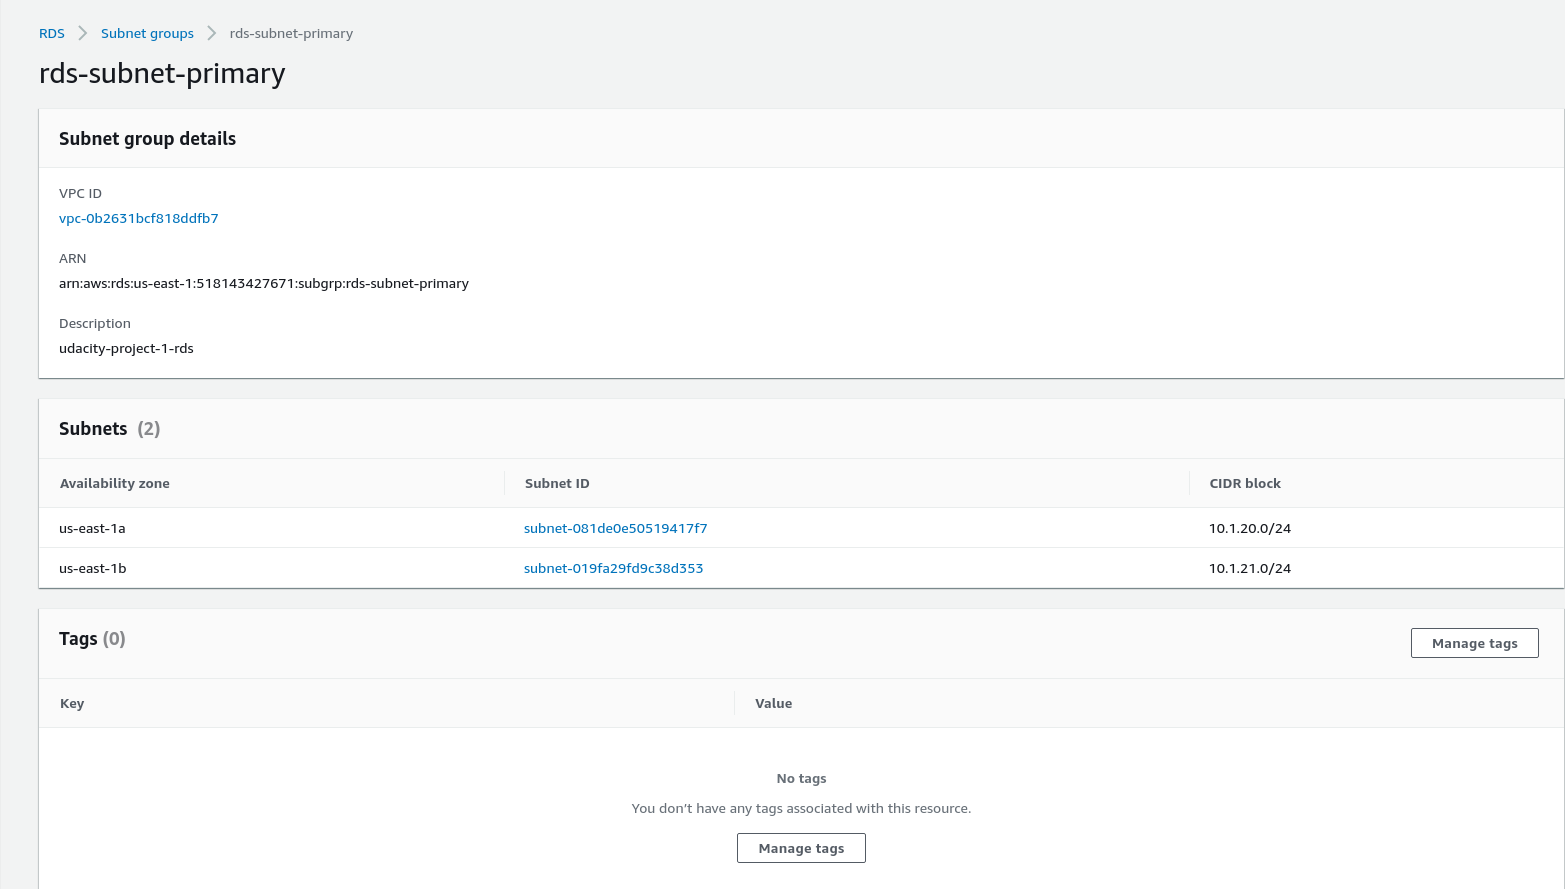 RDS > Subnet groups > rds-subnet-primary
rds-subnet-primary
Subnet group details
VPC ID
vpc-0b2631bcf818ddfb7
ARN
arn:aws:rds:us-east-1:518143427671:subgrp:rds-subnet-primary
Description
udacity-project-1-rds
Subnets (2)
Availability zone Subnet ID CIDR block
us-east-1a subnet-081de0e50519417f7 10.1.20.0/24
us-east-1b subnet-019fa29fd9c38d353 10.1.21.0/24
Tags (0) Manage tags
Key Value
No tags
You don’t have any tags associated with this resource.
Manage tags